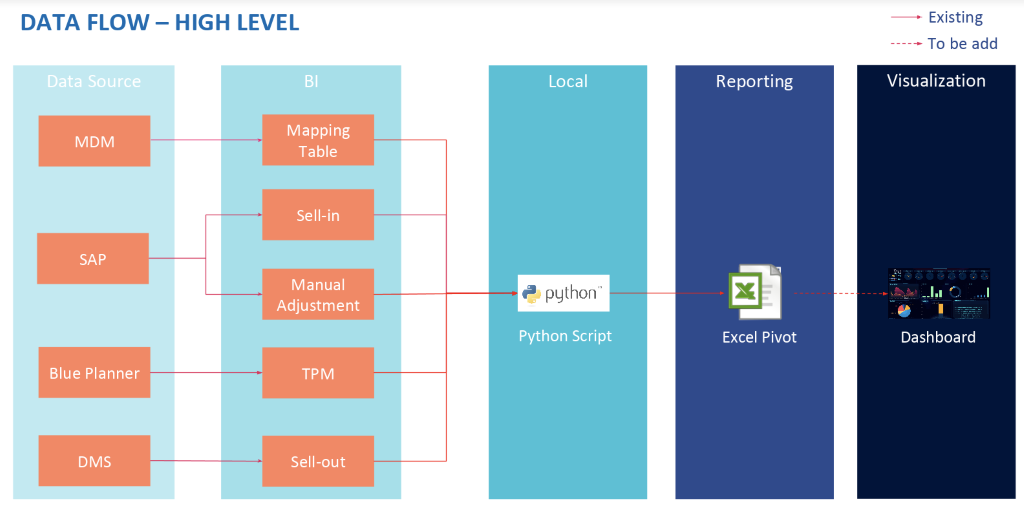 DATA FLOW – HIGH LEVEL
Existing
To be add
Data Source
BI
Local
Reporting
Visualization
MDM
Mapping
Table
Sell-in
SAP
Manual
Adjustment
python
Python Script
Excel Pivot
Dashboard
Blue Planner
TPM
DMS
Sell-out